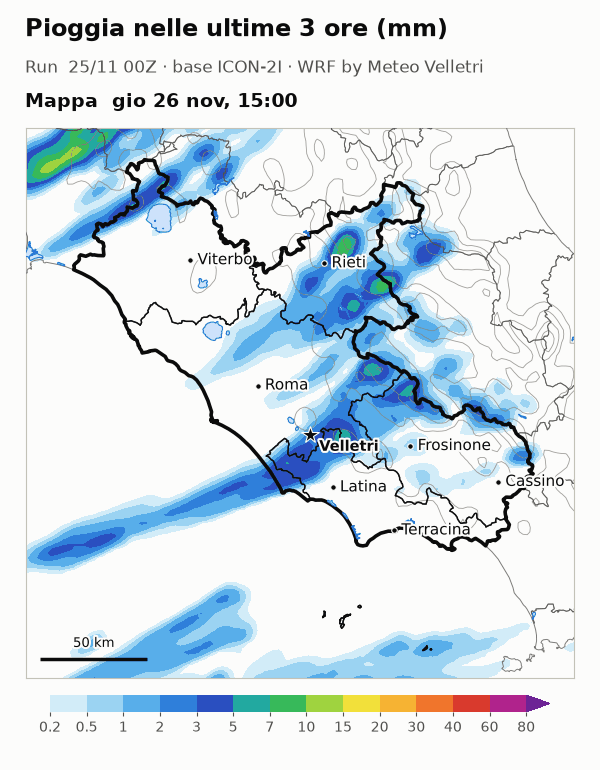 Pioggia nelle ultime 3 ore (mm)
Run  25/11 00Z · base ICON-2I · WRF by Meteo Velletri
Mappa  gio 26 nov, 15:00
Viterbo
Rieti
Roma
Velletri
Frosinone
Cassino
Latina
Terracina
50 km
0.2 0.5 1 2 3 5 7 10 15 20 30 40 60 80